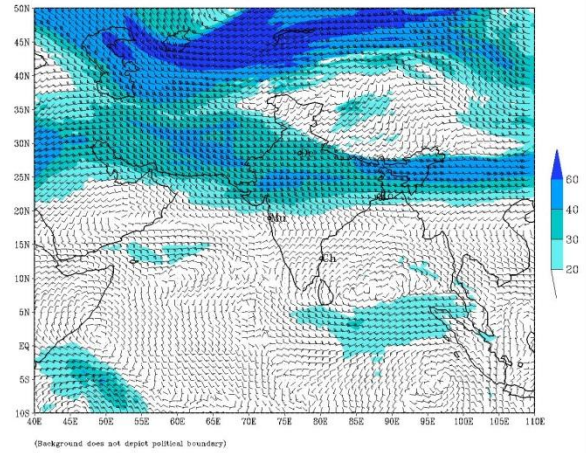 50N
45N
40N
35N
30N
25N
20N
15N
10N
5N
EQ
5S
10S
40E 45E 50E 55E 60E 65E 70E 75E 80E 85E 90E 95E 100E 105E 110E
Mu
Ch
60
40
30
20
(Background does not depict political boundary)